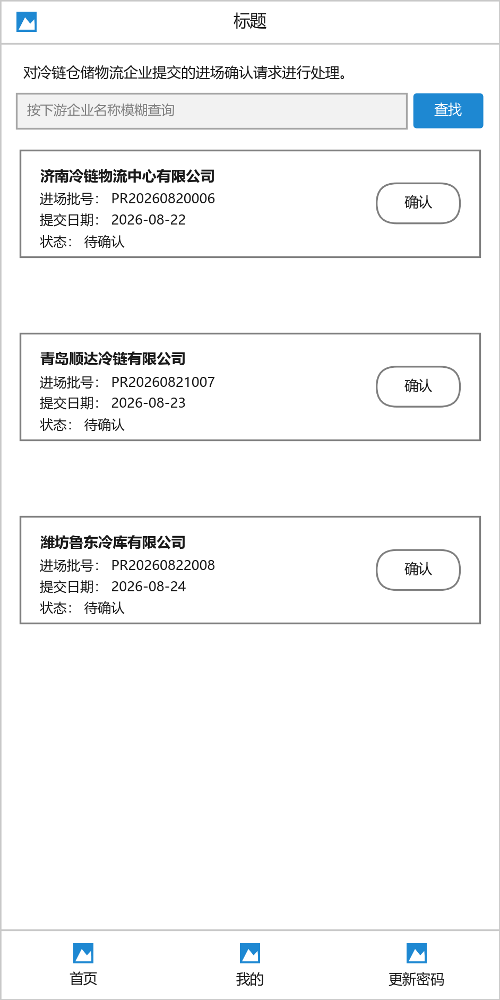 标题
对冷链仓储物流企业提交的进场确认请求进行处理。
按下游企业名称模糊查询 查找
济南冷链物流中心有限公司
进场批号： PR20260820006
提交日期： 2026-08-22
状态： 待确认
确认
青岛顺达冷链有限公司
进场批号： PR20260821007
提交日期： 2026-08-23
状态： 待确认
确认
潍坊鲁东冷库有限公司
进场批号： PR20260822008
提交日期： 2026-08-24
状态： 待确认
确认
首页 我的 更新密码